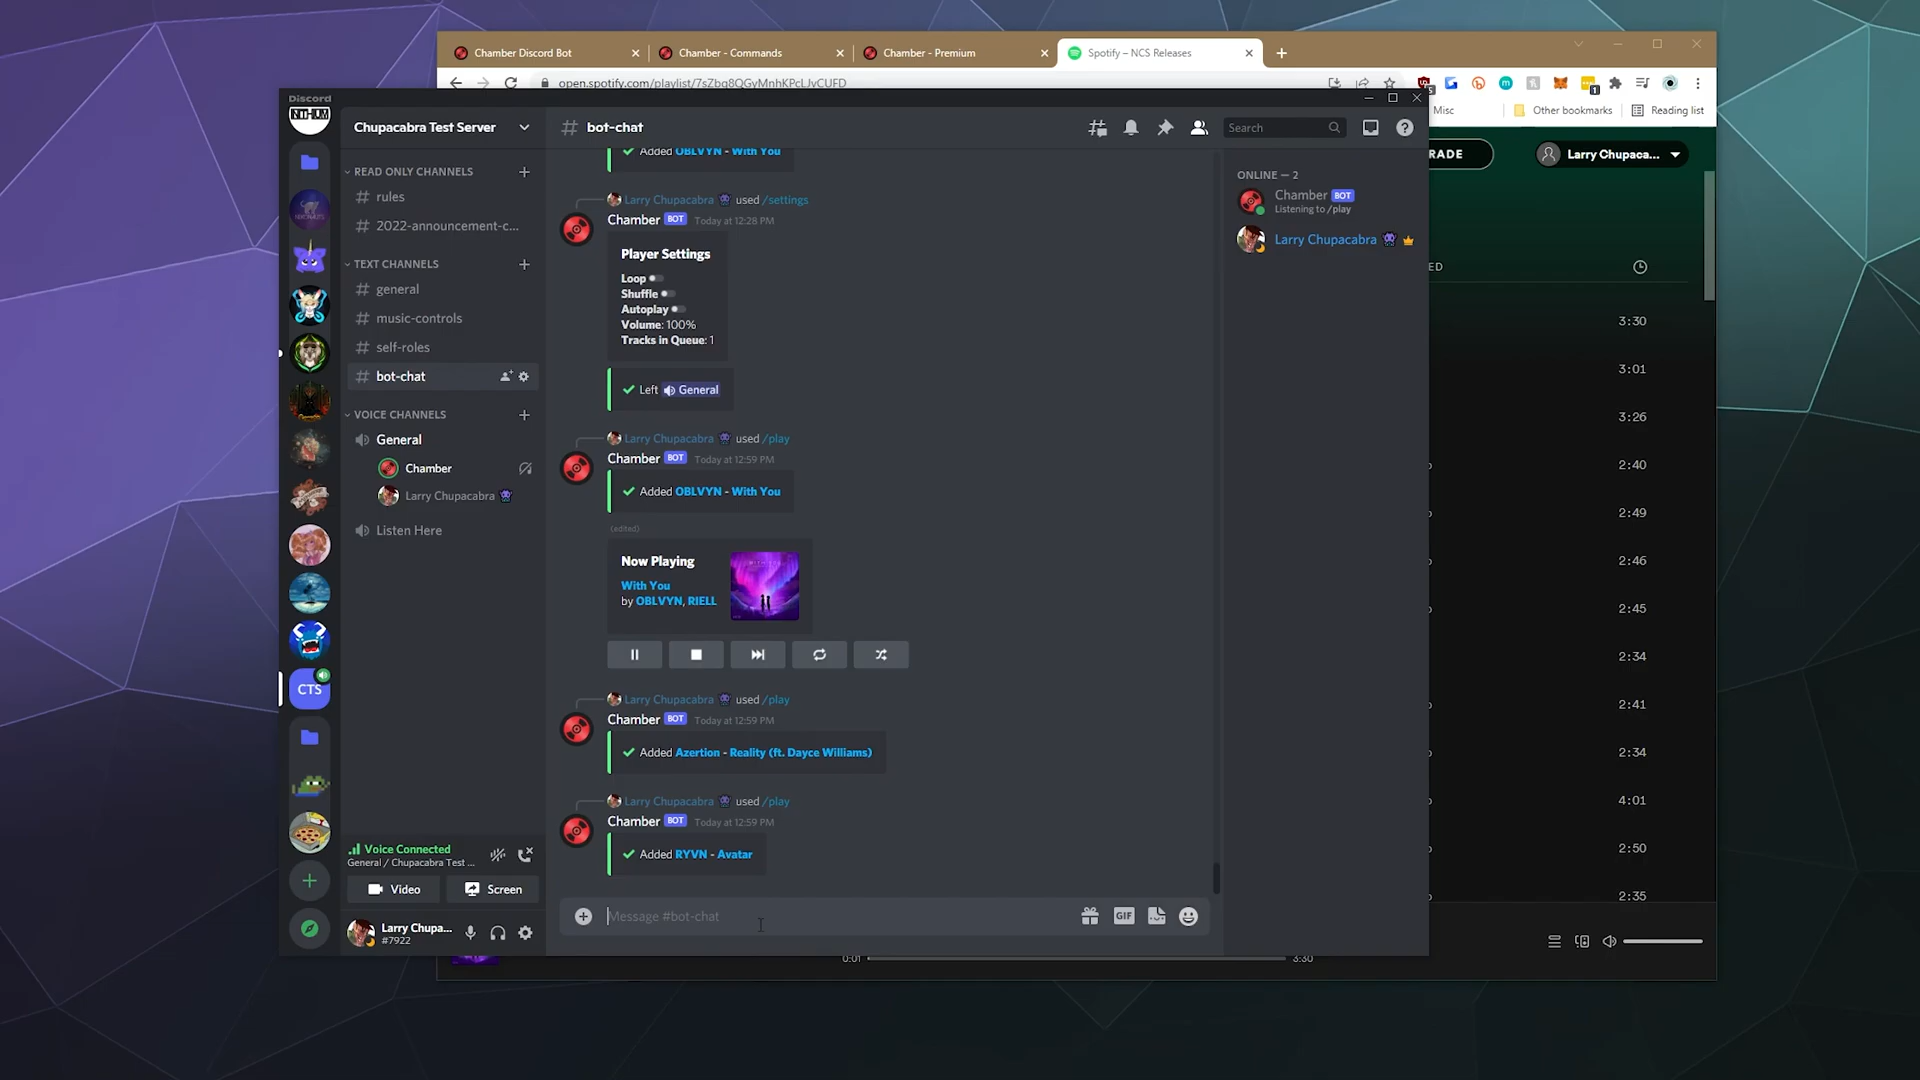 Chamber Discord Bot
Chamber - Commands
Chamber - Premium
Spotify – NCS Releases
open.spotify.com/playlist/7sZbq8QGyMnhKPcLJvCUFD
Misc
Other bookmarks
Reading list
Discord
NITHIUM
Chupacabra Test Server
bot-chat
Search
RADE
Larry Chupaca...
READ ONLY CHANNELS
rules
2022-announcement-c...
TEXT CHANNELS
general
music-controls
self-roles
bot-chat
VOICE CHANNELS
General
Chamber
Larry Chupacabra
Listen Here
CTS
Voice Connected
General / Chupacabra Test ...
Video
Screen
Larry Chupa...
#7922
Added OBLVYN - With You
Larry Chupacabra used /settings
Chamber BOT Today at 12:28 PM
Player Settings
Loop
Shuffle
Autoplay
Volume: 100%
Tracks in Queue: 1
Left General
Larry Chupacabra used /play
Chamber BOT Today at 12:59 PM
Added OBLVYN - With You
(edited)
Now Playing
With You
by OBLVYN, RIELL
Larry Chupacabra used /play
Chamber BOT Today at 12:59 PM
Added Azertion - Reality (ft. Dayce Williams)
Larry Chupacabra used /play
Chamber BOT Today at 12:59 PM
Added RYVN - Avatar
Message #bot-chat
GIF
ONLINE — 2
Chamber BOT
Listening to /play
Larry Chupacabra
ED
3:30
3:01
3:26
2:40
2:49
2:46
2:45
2:34
2:41
2:34
4:01
2:50
2:35
0:01
3:30